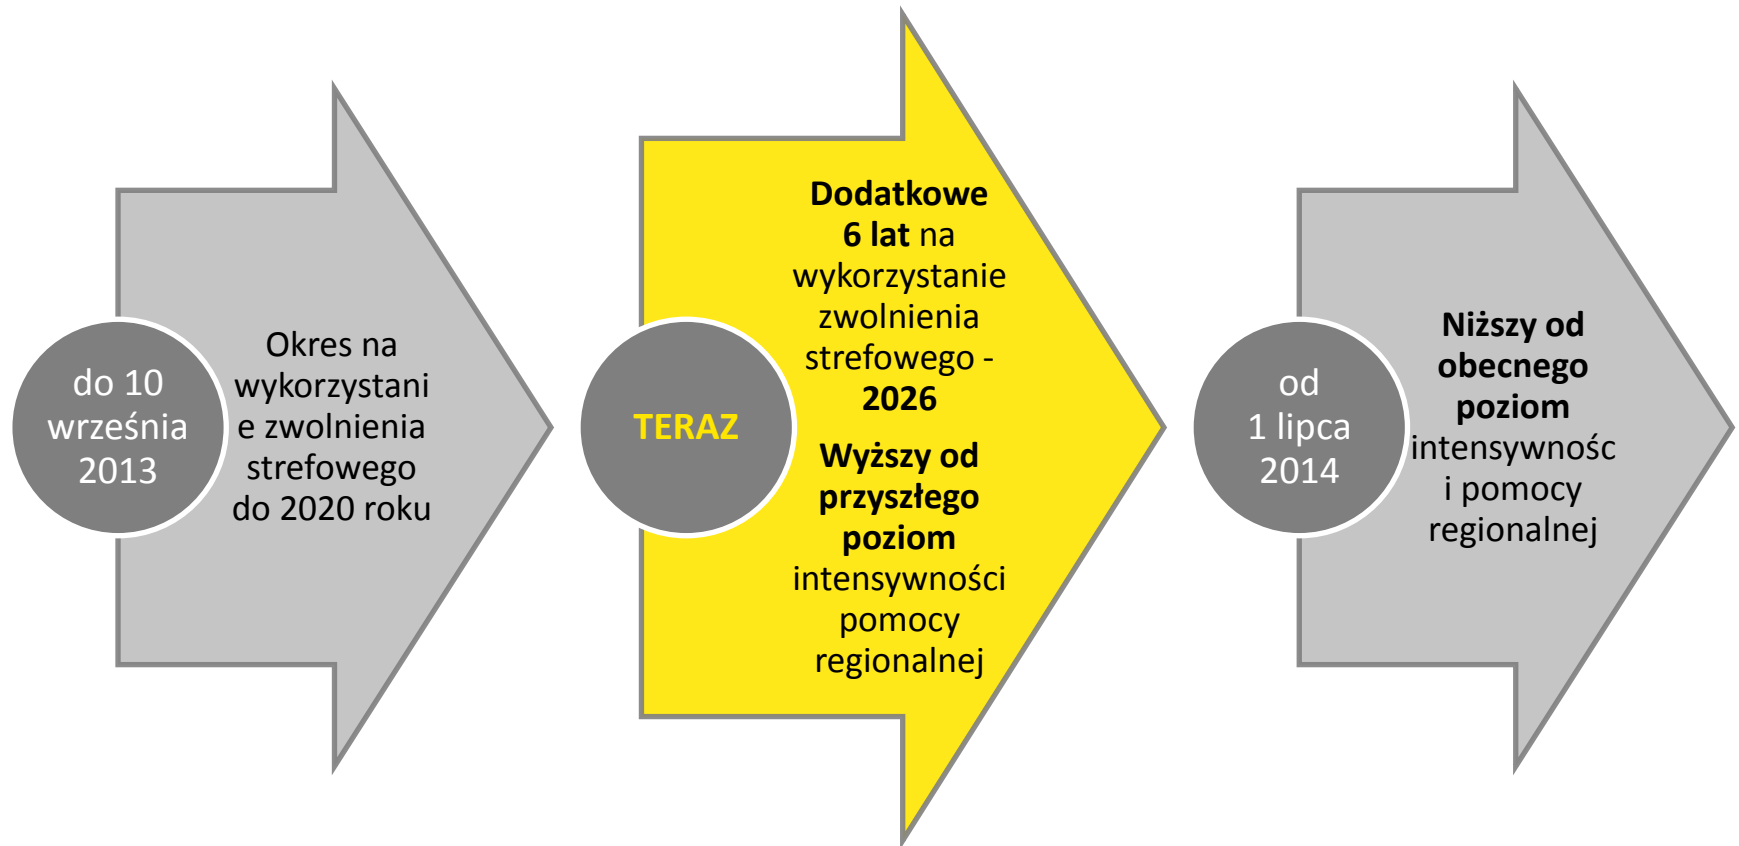 do 10
września
2013
Okres na
wykorzystani
e zwolnienia
strefowego
do 2020 roku
TERAZ
Dodatkowe
6 lat na
wykorzystanie
zwolnienia
strefowego -
2026
Wyższy od
przyszłego
poziom
intensywności
pomocy
regionalnej
od
1 lipca
2014
Niższy od
obecnego
poziom
intensywnośc
i pomocy
regionalnej